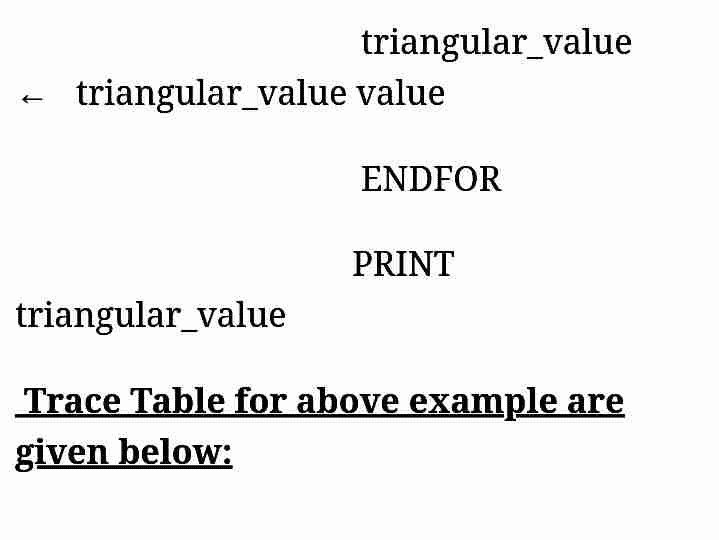 triangular_value
← triangular_value value
ENDFOR
PRINT
triangular_value
Trace Table for above example are
given below: